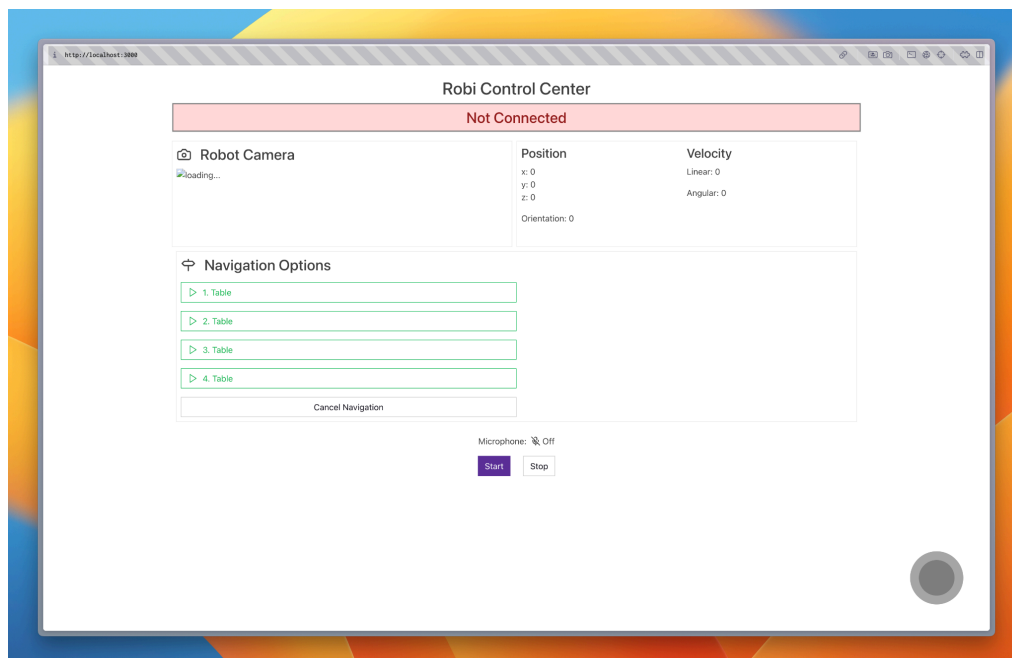 http://localhost:3000
Robi Control Center
Not Connected
Robot Camera
loading...
Position
x: 0
y: 0
z: 0
Orientation: 0
Velocity
Linear: 0
Angular: 0
Navigation Options
1. Table
2. Table
3. Table
4. Table
Cancel Navigation
Microphone: Off
Start
Stop